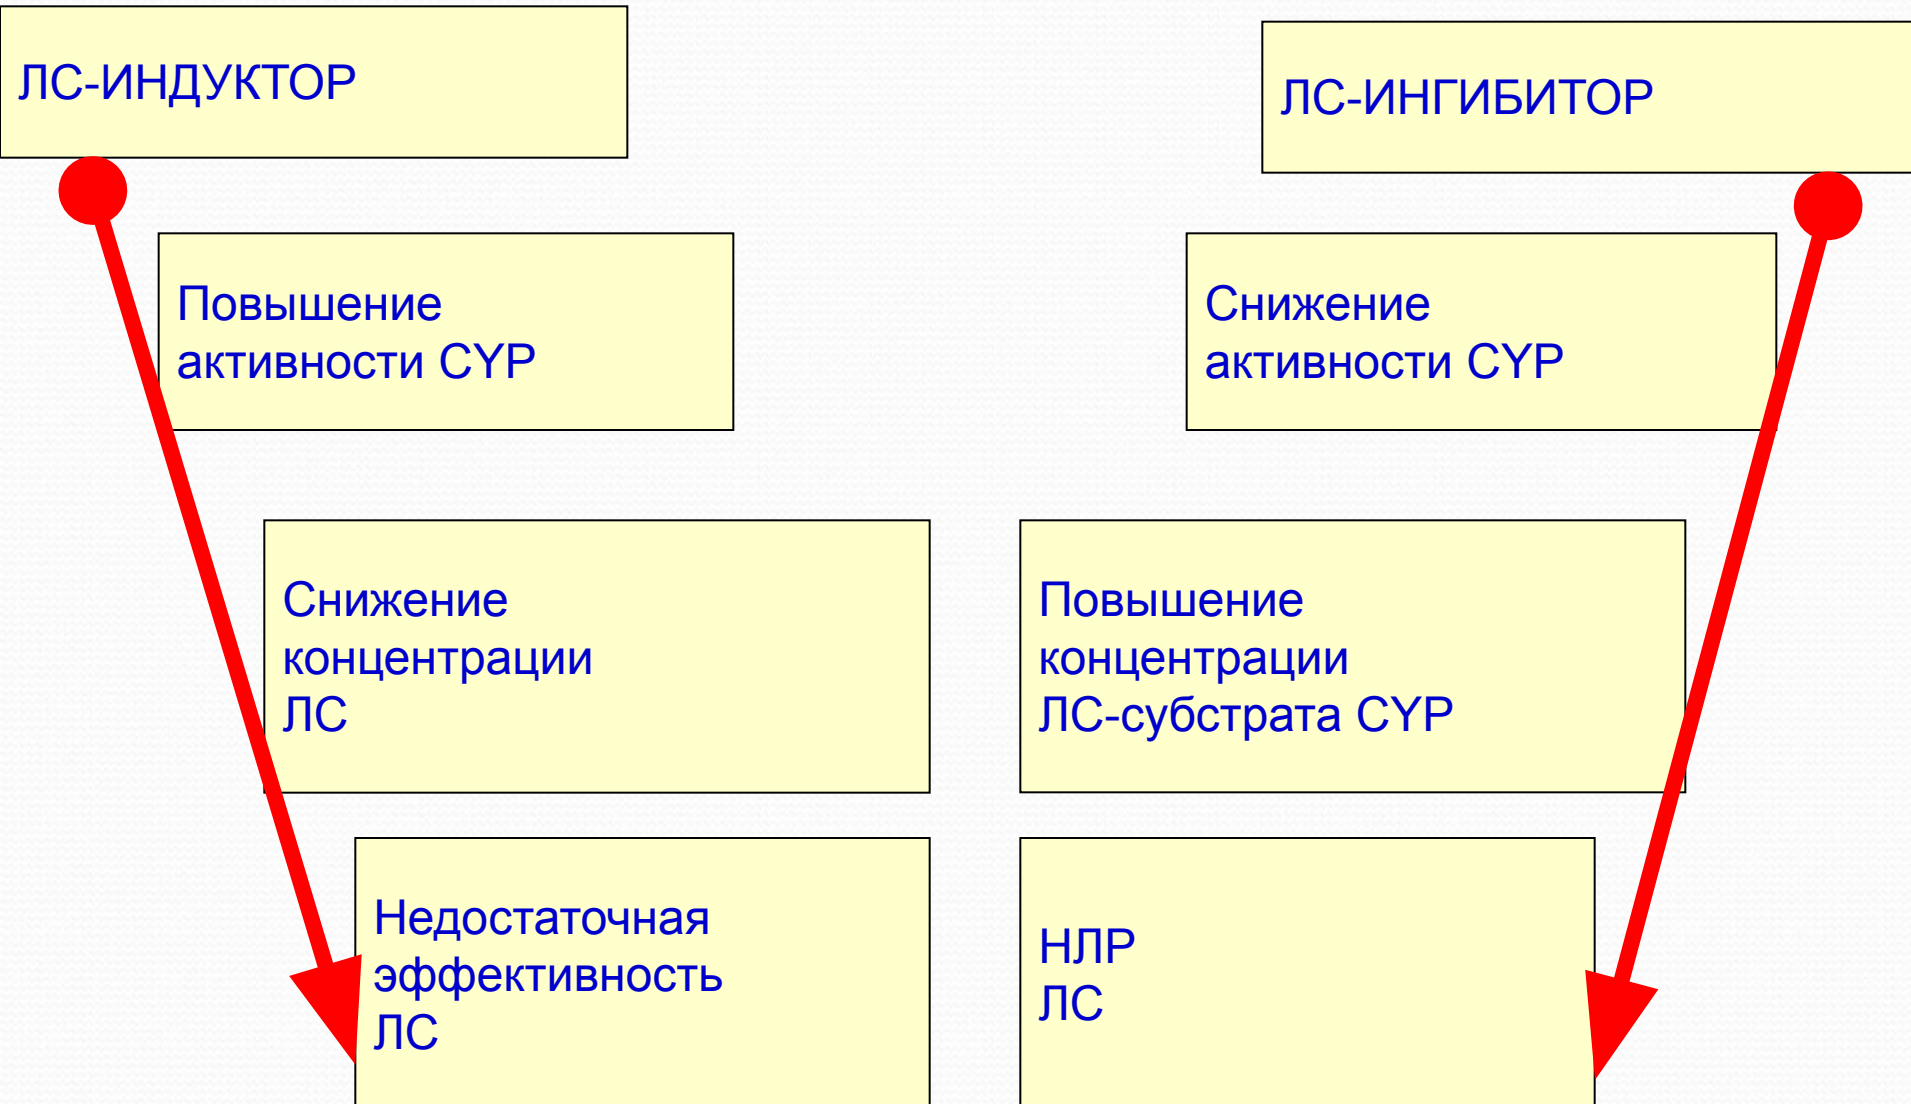 ЛС-ИНДУКТОР
Повышение
активности CYP
Снижение
концентрации
ЛС
Недостаточная
эффективность
ЛС
ЛС-ИНГИБИТОР
Снижение
активности CYP
Повышение
концентрации
ЛС-субстрата CYP
НЛР
ЛС